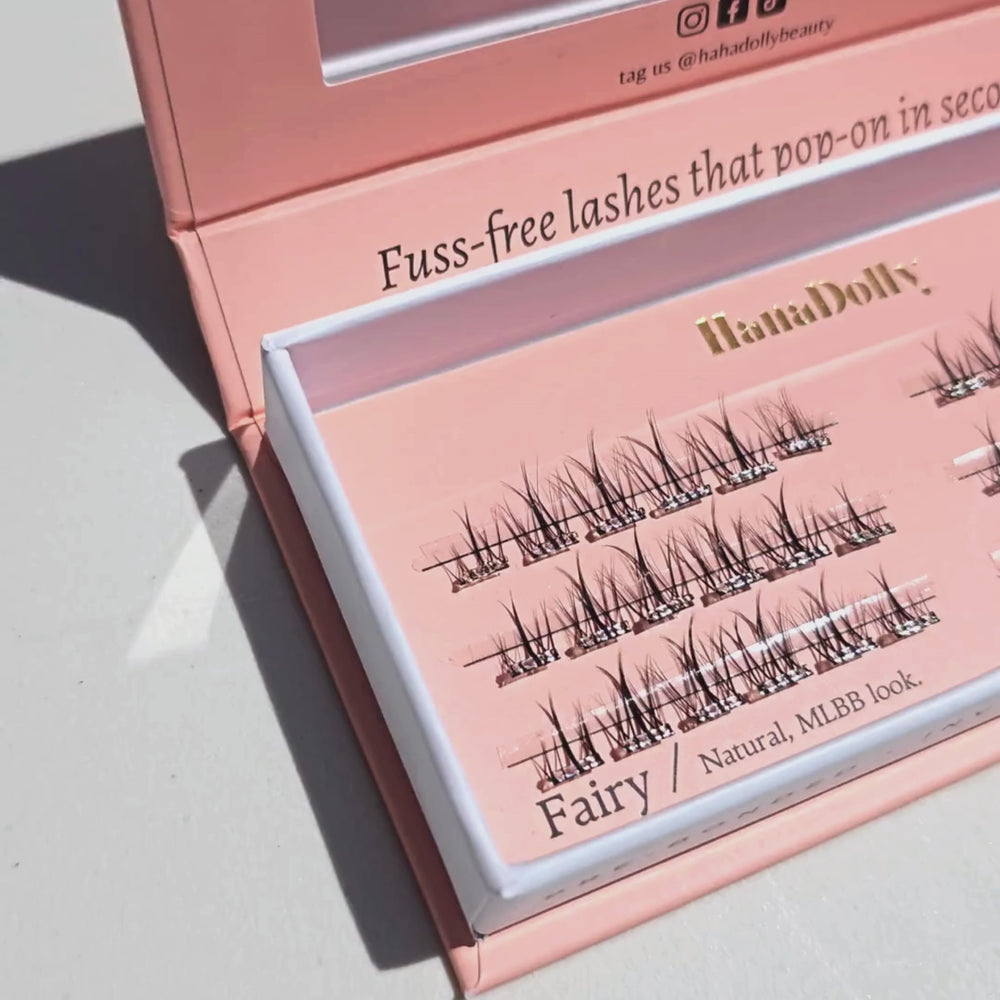 tag us @hahadollybeauty
Fuss-free lashes that pop-on in seco
HahaDolly
Fairy / Natural, MLBB look.